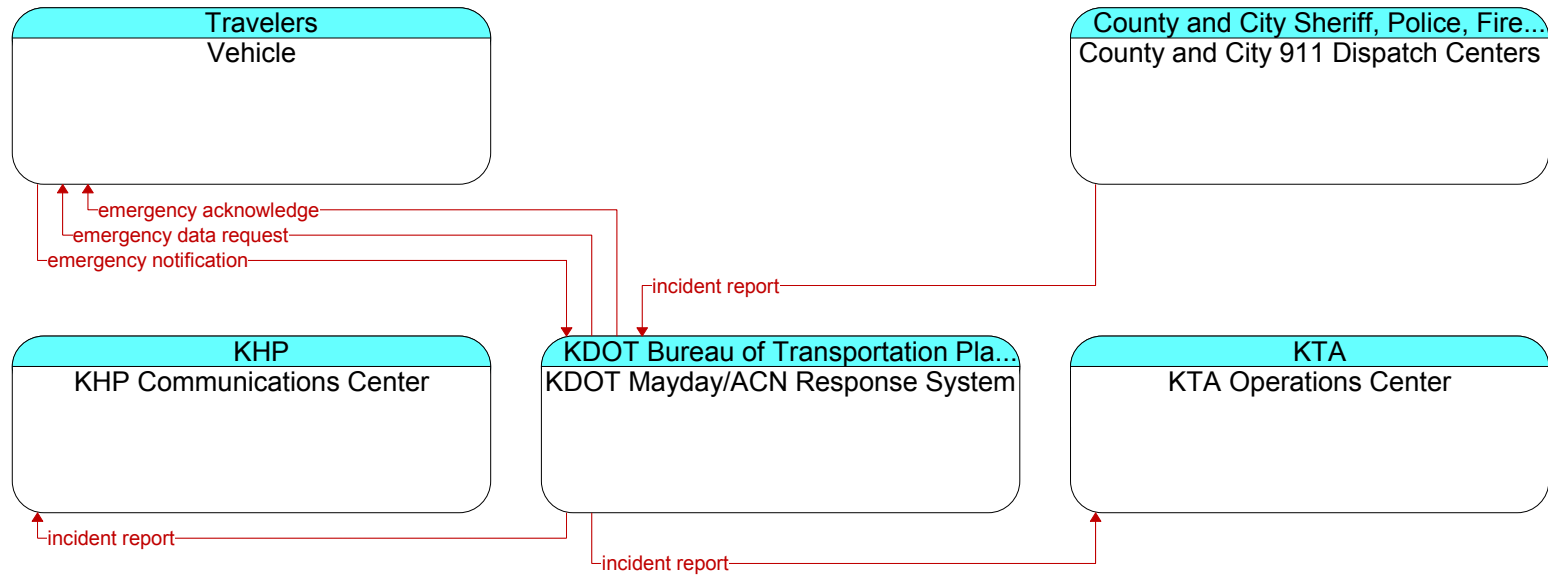 Travelers
Vehicle
County and City Sheriff, Police, Fire...
County and City 911 Dispatch Centers
emergency acknowledge
emergency data request
emergency notification
incident report
KHP
KHP Communications Center
KDOT Bureau of Transportation Pla...
KDOT Mayday/ACN Response System
KTA
KTA Operations Center
incident report
incident report